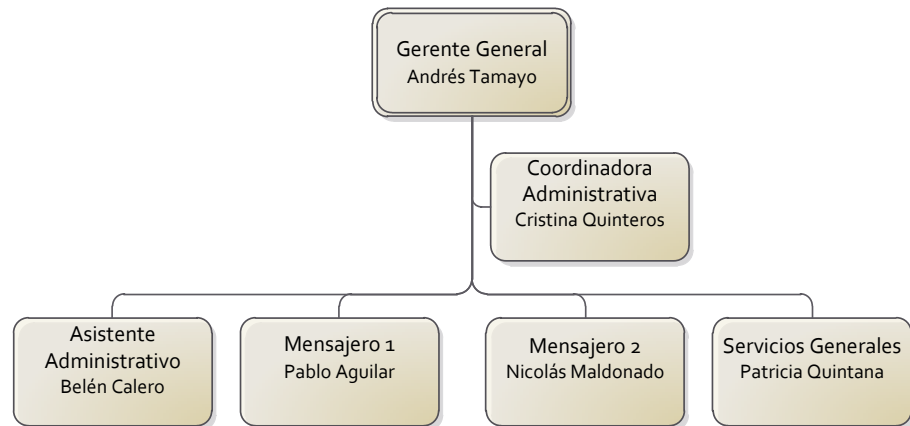 Gerente General
Andrés Tamayo
Coordinadora
Administrativa
Cristina Quinteros
Asistente
Administrativo
Belén Calero
Mensajero 1
Pablo Aguilar
Mensajero 2
Nicolás Maldonado
Servicios Generales
Patricia Quintana